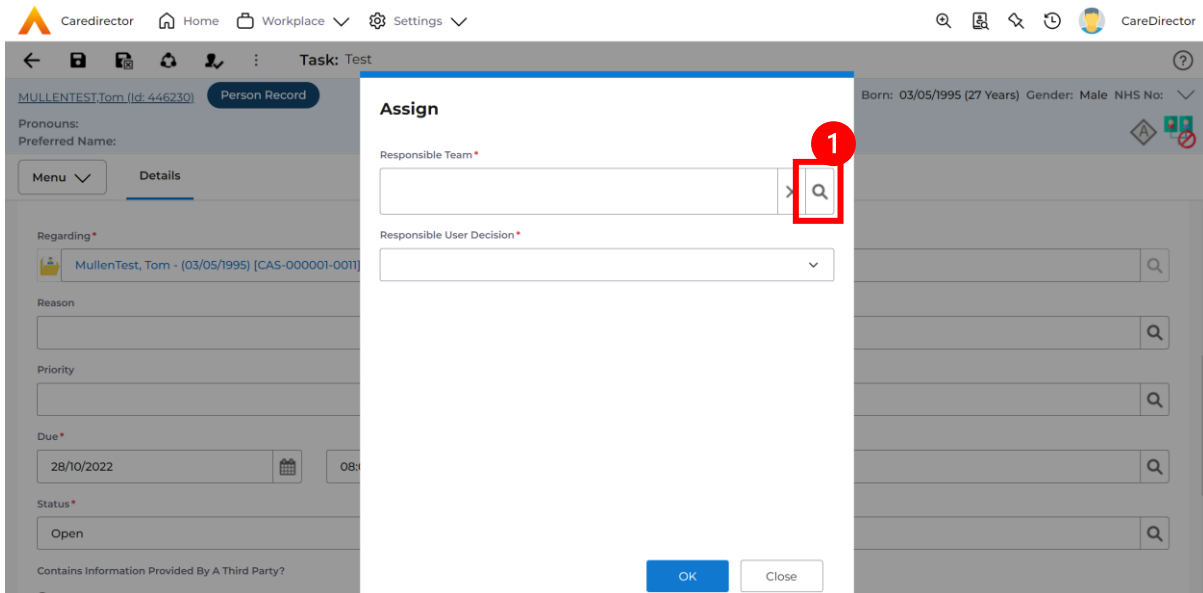 Caredirector Home Workplace Settings CareDirector
Task: Test
MULLENTEST,Tom (Id: 446230) Person Record Born: 03/05/1995 (27 Years) Gender: Male NHS No:
Pronouns:
Preferred Name:
Menu Details
Assign
1
Responsible Team*
Responsible User Decision*
Regarding*
MullenTest, Tom - (03/05/1995) [CAS-000001-0011]
Reason
Priority
Due*
28/10/2022
Status*
Open
Contains Information Provided By A Third Party?
OK Close